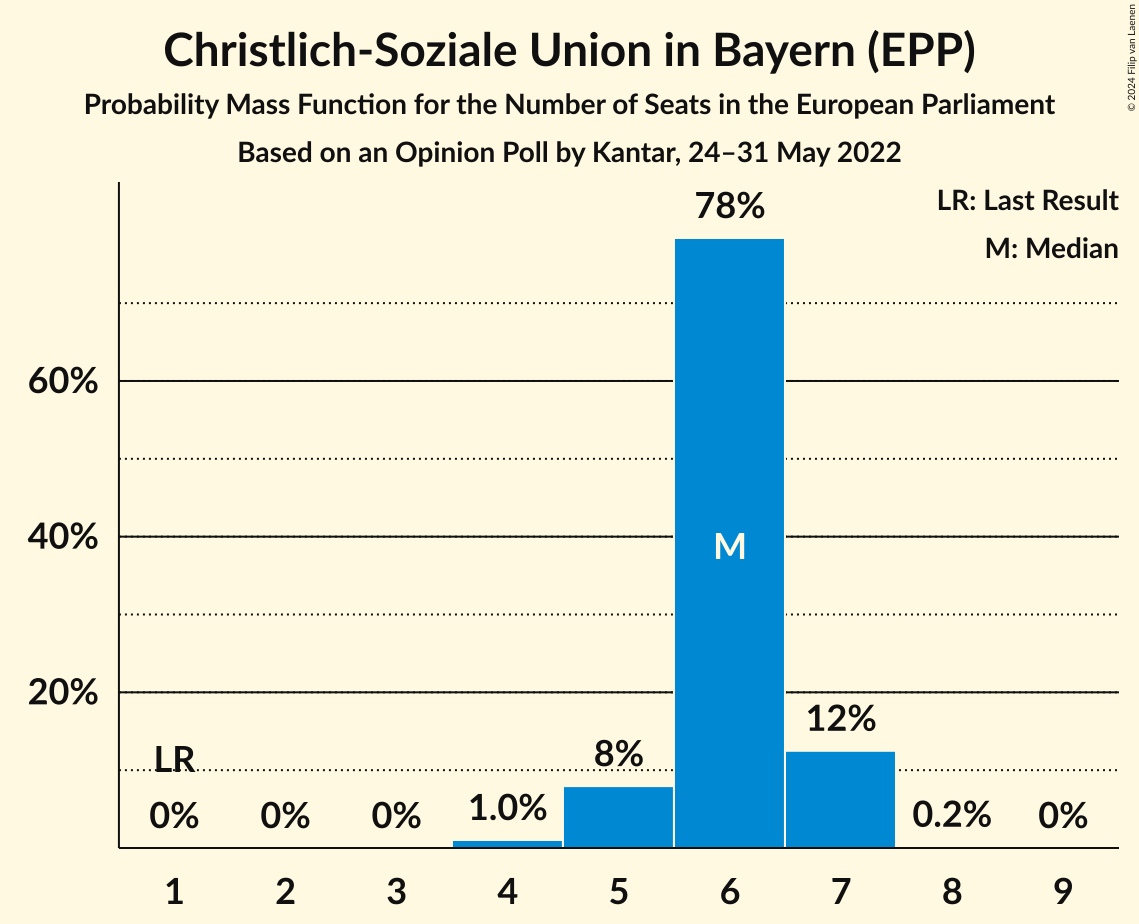 Christlich-Soziale Union in Bayern (EPP)
Probability Mass Function for the Number of Seats in the European Parliament
Based on an Opinion Poll by Kantar, 24–31 May 2022
© 2024 Filip van Laenen
LR: Last Result
M: Median
78%
60%
40%
M
20%
12%
8%
LR
1.0%
0%
0%
0%
0.2%
0%
1 2 3 4 5 6 7 8 9